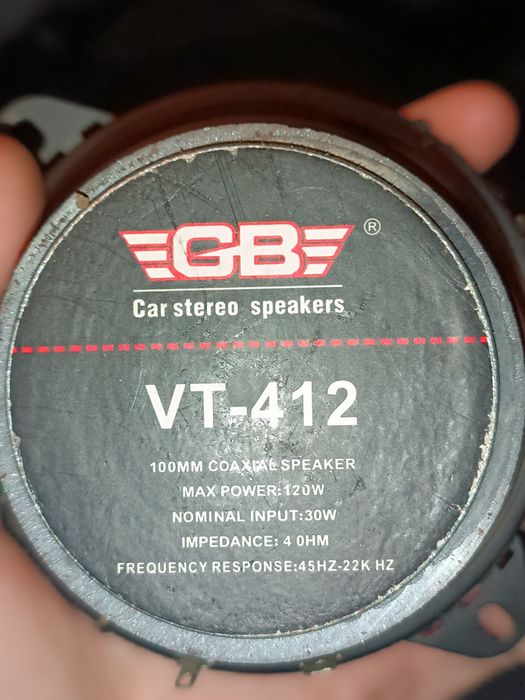 GB ®
Car stereo speakers
VT-412
100MM COAXIAL SPEAKER
MAX POWER:120W
NOMINAL INPUT:30W
IMPEDANCE: 4 OHM
FREQUENCY RESPONSE:45HZ-22K HZ